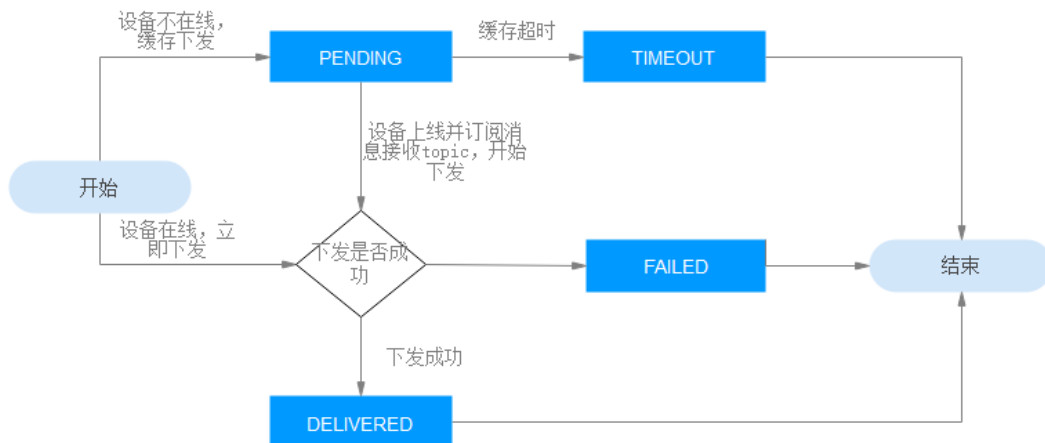 设备不在线，
缓存下发
PENDING
缓存超时
TIMEOUT
设备上线并订阅消
息接收topic，开始
下发
开始
设备在线，立
即下发
下发是否成
功
FAILED
结束
下发成功
DELIVERED